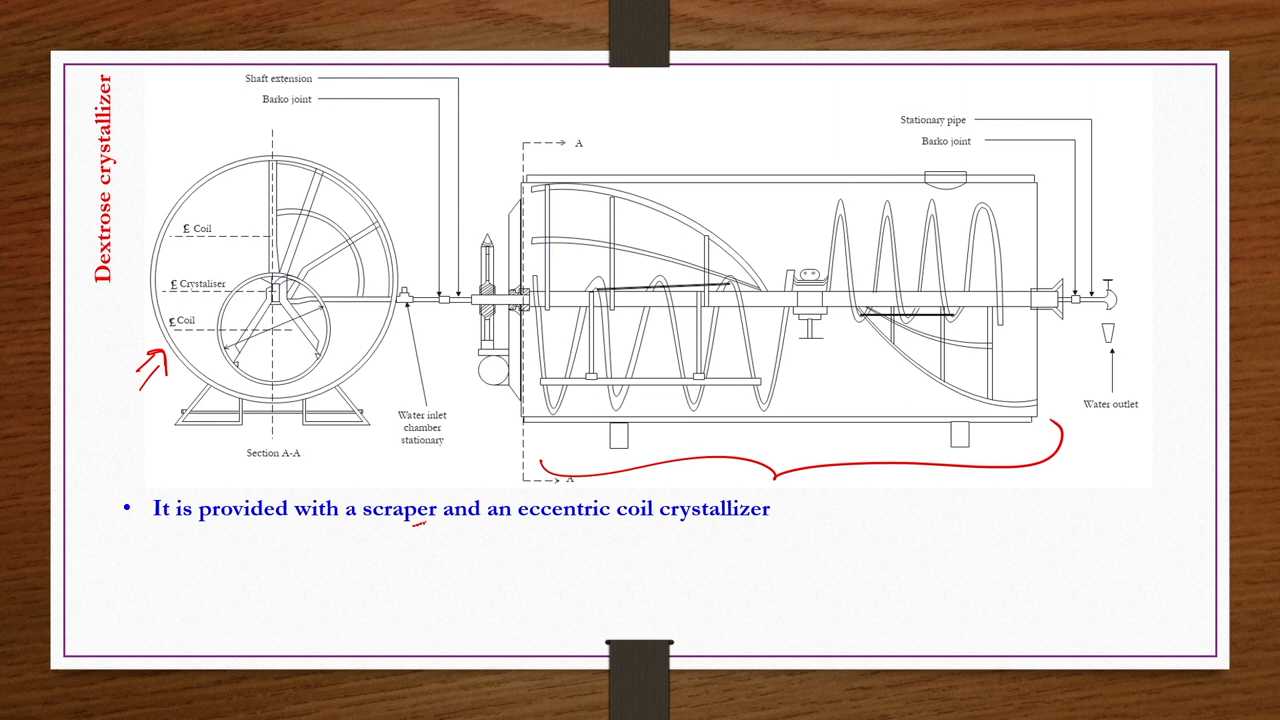 Dextrose crystallizer
Shaft extension
Barko joint
A
Stationary pipe
Barko joint
₤ Coil
₤ Crystaliser
₤ Coil
Water inlet
chamber
stationary
Water outlet
Section A-A
A
• It is provided with a scraper and an eccentric coil crystallizer